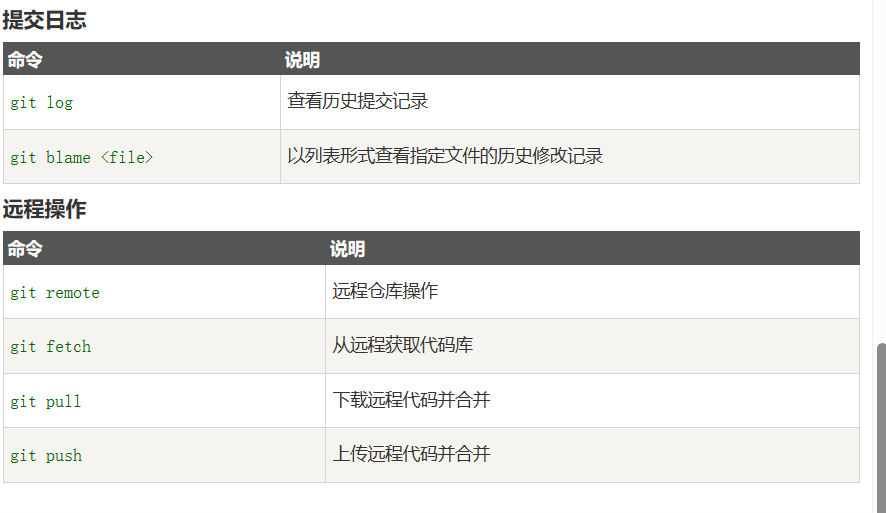 提交日志
命令 说明
git log 查看历史提交记录
git blame <file> 以列表形式查看指定文件的历史修改记录
远程操作
命令 说明
git remote 远程仓库操作
git fetch 从远程获取代码库
git pull 下载远程代码并合并
git push 上传远程代码并合并